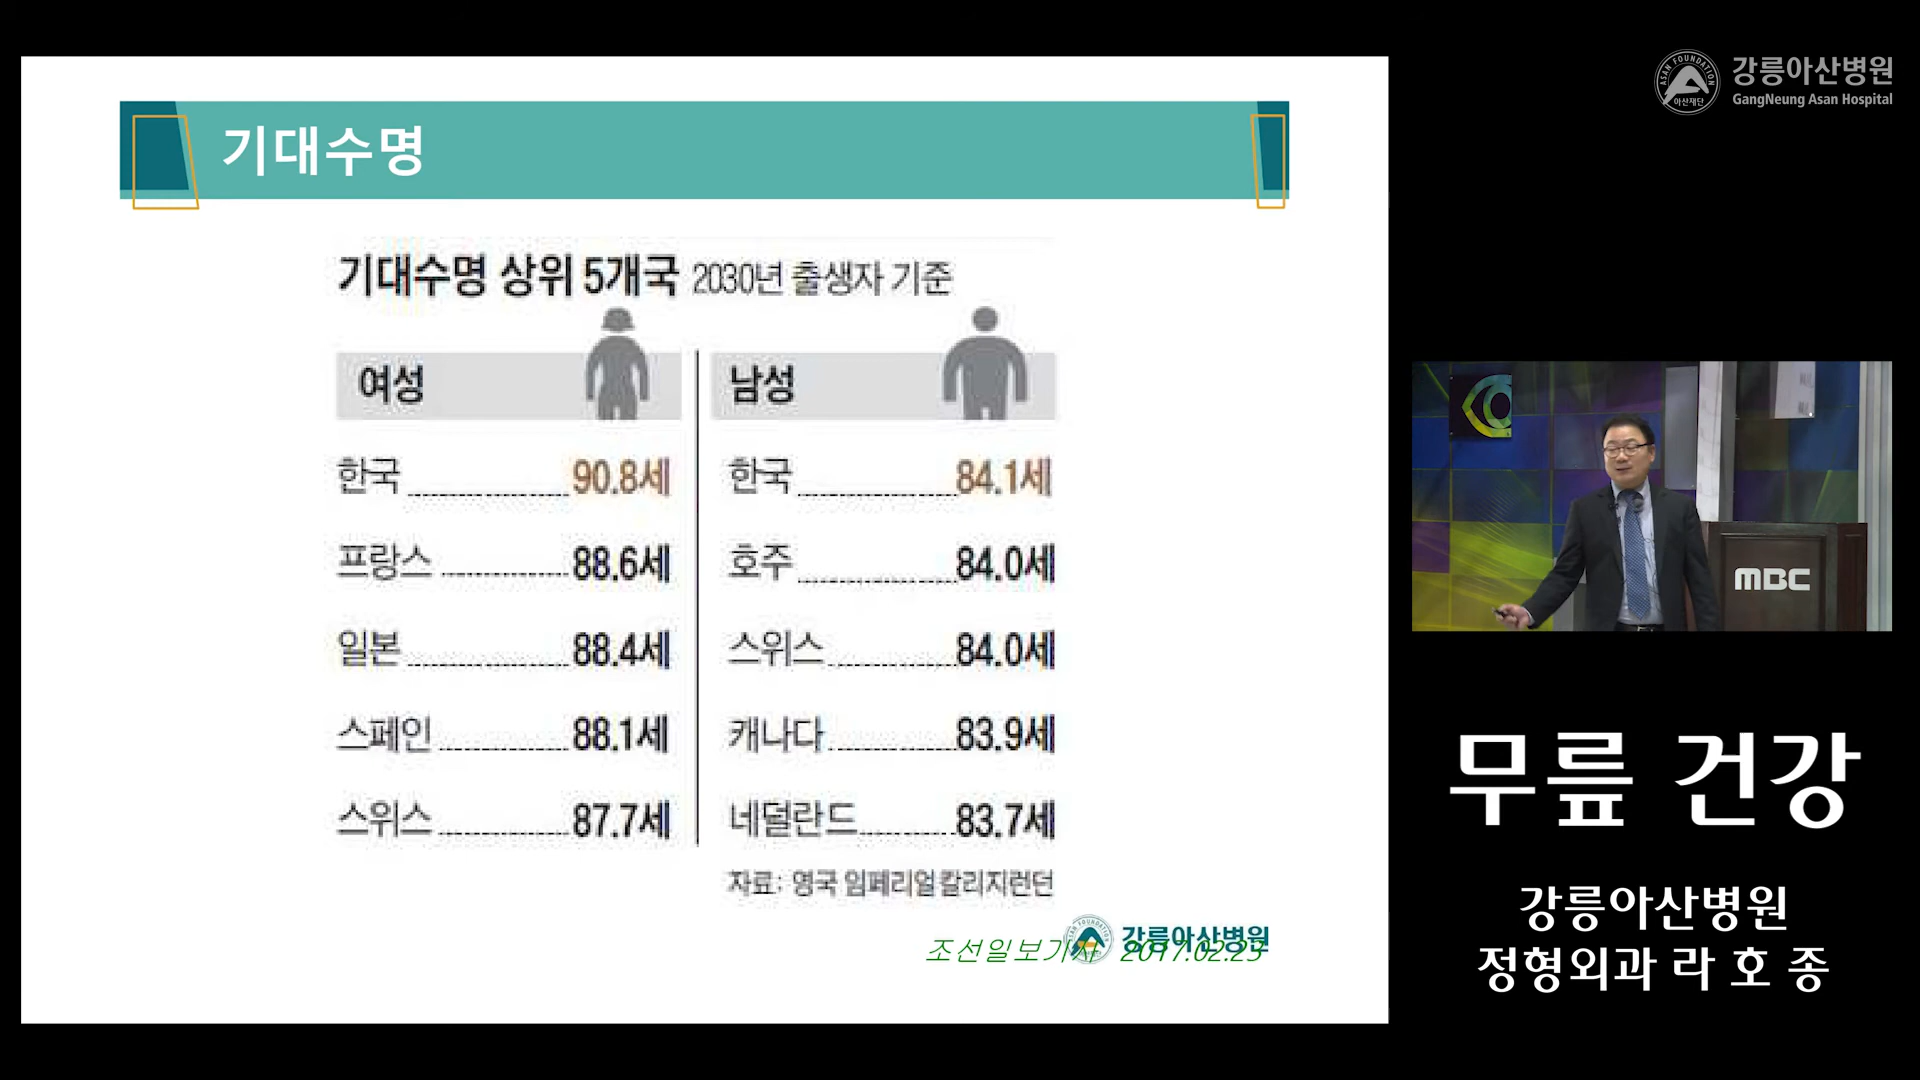 기대수명
기대수명 상위 5개국 2030년 출생자 기준
여성
한국 90.8세
프랑스 88.6세
일본 88.4세
스페인 88.1세
스위스 87.7세
남성
한국 84.1세
호주 84.0세
스위스 84.0세
캐나다 83.9세
네덜란드 83.7세
자료: 영국 임페리얼칼리지런던
강릉아산병원
조선일보기사 2017.02.23
ASAN FOUNDATION
아산재단
강릉아산병원
GangNeung Asan Hospital
MBC
무릎 건강
강릉아산병원
정형외과 라 호 종